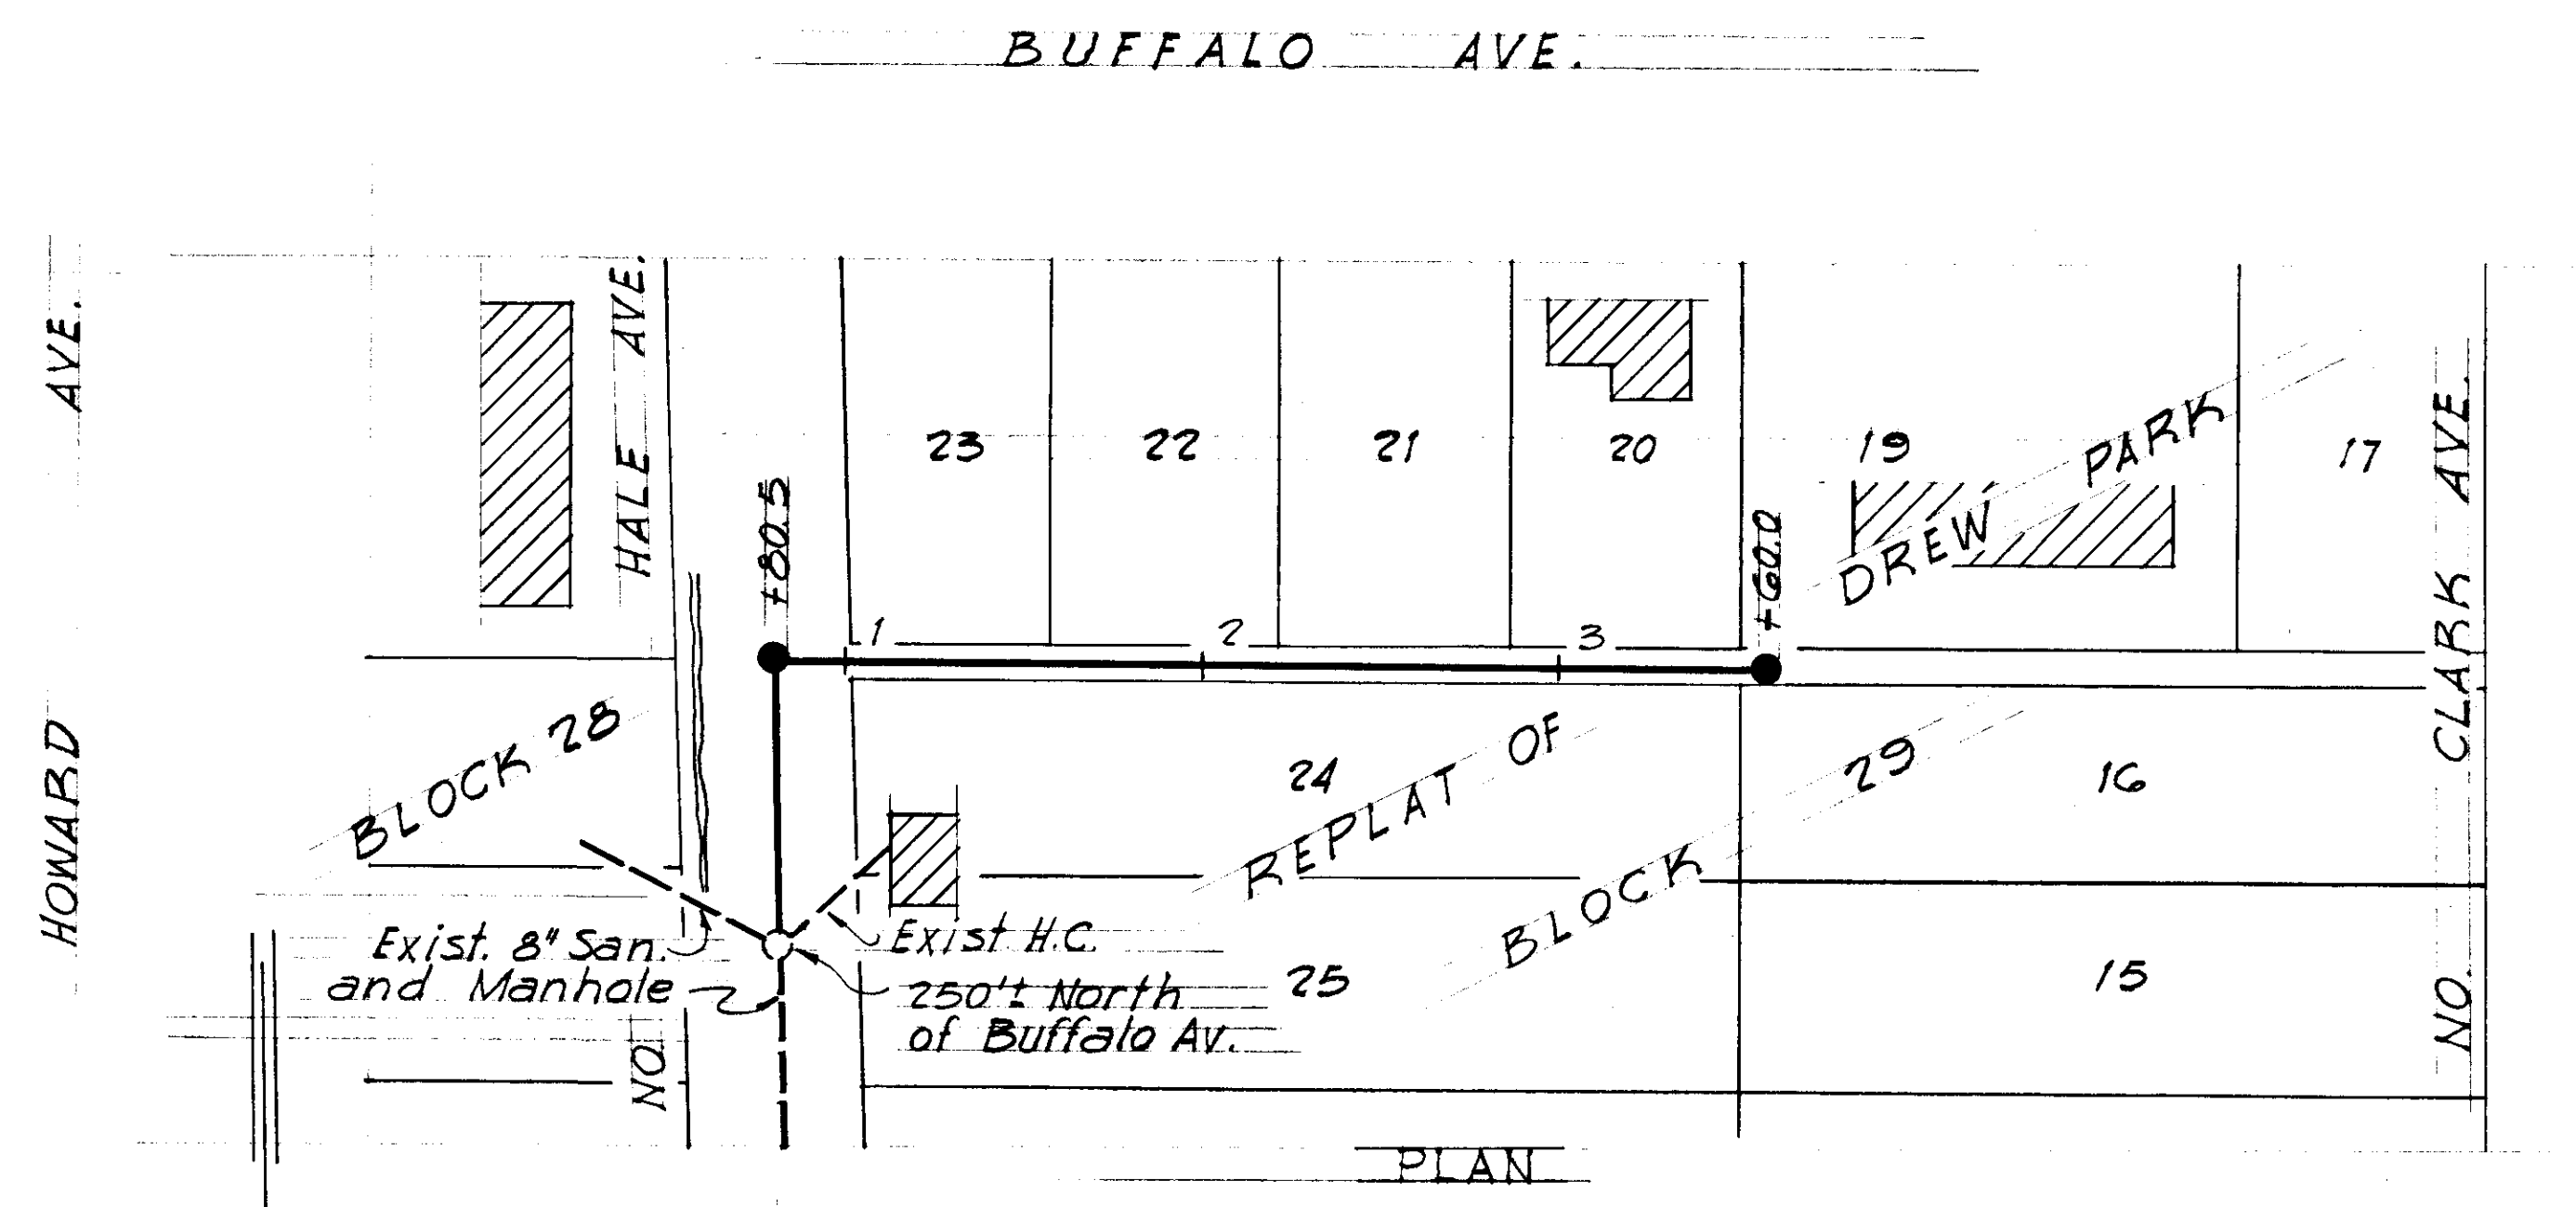 BUFFALO AVE.
HOWARD AVE.
NO. HALE AVE.
+80.5
23
22
21
20
19
17
+60.0
DREW PARK
NO. CLARK AVE.
1
2
3
BLOCK 28
24
REPLAT OF
BLOCK 29
16
Exist. 8" San.
and Manhole
Exist H.C.
250'± North
of Buffalo Av.
25
15
PLAN